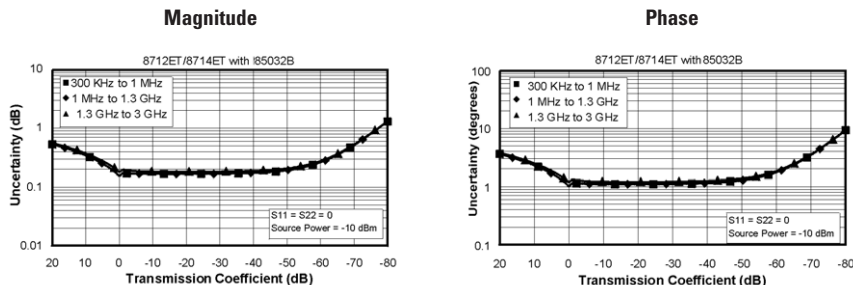 Magnitude
8712ET/8714ET with !85032B
10
1
0.1
0.01
Uncertainty (dB)
300 KHz to 1 MHz
1 MHz to 1.3 GHz
1.3 GHz to 3 GHz
S11 = S22 = 0
Source Power = -10 dBm
20 10 0 -10 -20 -30 -40 -50 -60 -70 -80
Transmission Coefficient (dB)
Phase
8712ET/8714ET with 85032B
100
10
1
0.1
Uncertainty (degrees)
300 KHz to 1 MHz
1 MHz to 1.3 GHz
1.3 GHz to 3 GHz
S11 = S22 = 0
Source Power = -10 dBm
20 10 0 -10 -20 -30 -40 -50 -60 -70 -80
Transmission Coefficient (dB)